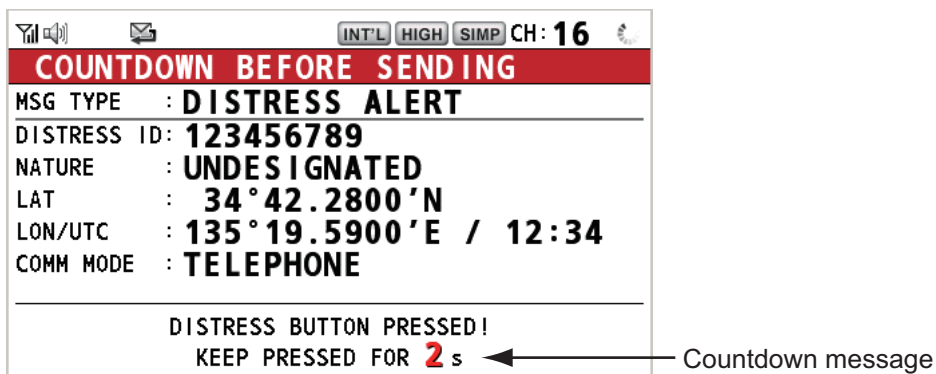 INT'L HIGH SIMP CH: 16
COUNTDOWN BEFORE SENDING
MSG TYPE : DISTRESS ALERT
DISTRESS ID: 123456789
NATURE : UNDESIGNATED
LAT : 34°42.2800'N
LON/UTC : 135°19.5900'E / 12:34
COMM MODE : TELEPHONE
DISTRESS BUTTON PRESSED!
KEEP PRESSED FOR 2 s
Countdown message